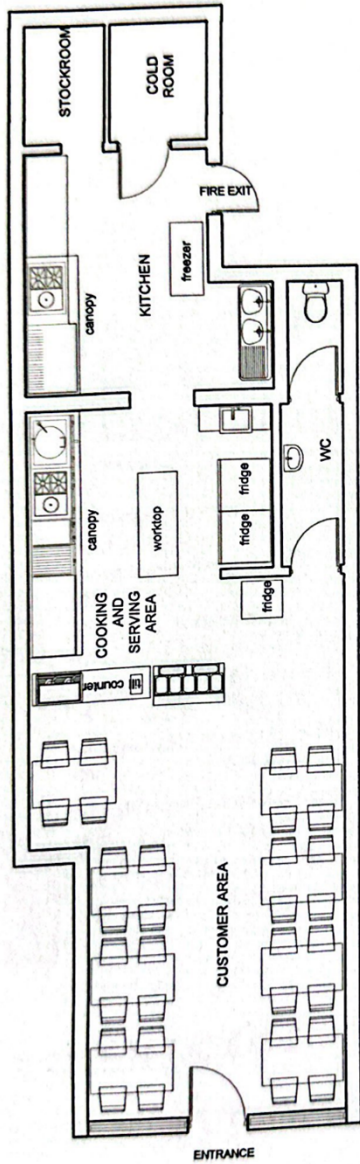 STOCKROOM
COLD
ROOM
FIRE EXIT
KITCHEN
freezer
canopy
canopy
worktop
fridge
fridge
fridge
WC
COOKING
AND
SERVING
AREA
counter
CUSTOMER AREA
ENTRANCE